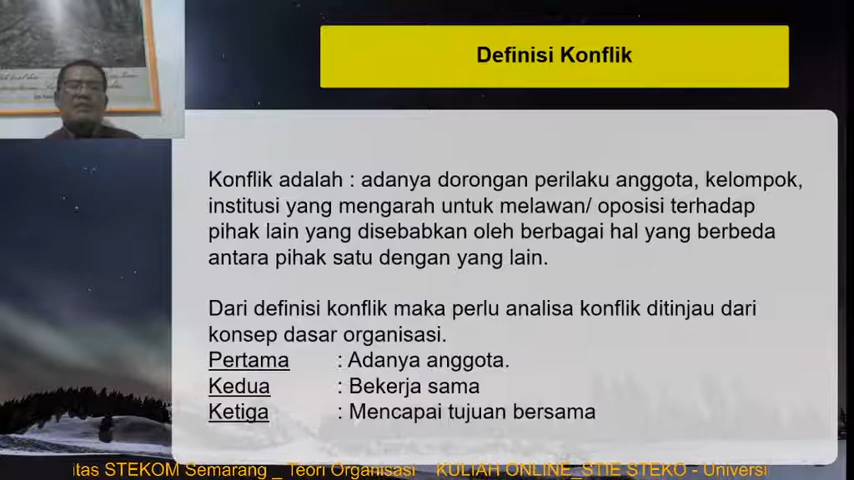 Definisi Konflik
Konflik adalah : adanya dorongan perilaku anggota, kelompok,
institusi yang mengarah untuk melawan/ oposisi terhadap
pihak lain yang disebabkan oleh berbagai hal yang berbeda
antara pihak satu dengan yang lain.
Dari definisi konflik maka perlu analisa konflik ditinjau dari
konsep dasar organisasi.
Pertama : Adanya anggota.
Kedua : Bekerja sama
Ketiga : Mencapai tujuan bersama
itas STEKOM Semarang _ Teori Organisasi KULIAH ONLINE_STIE STEKO - Universi